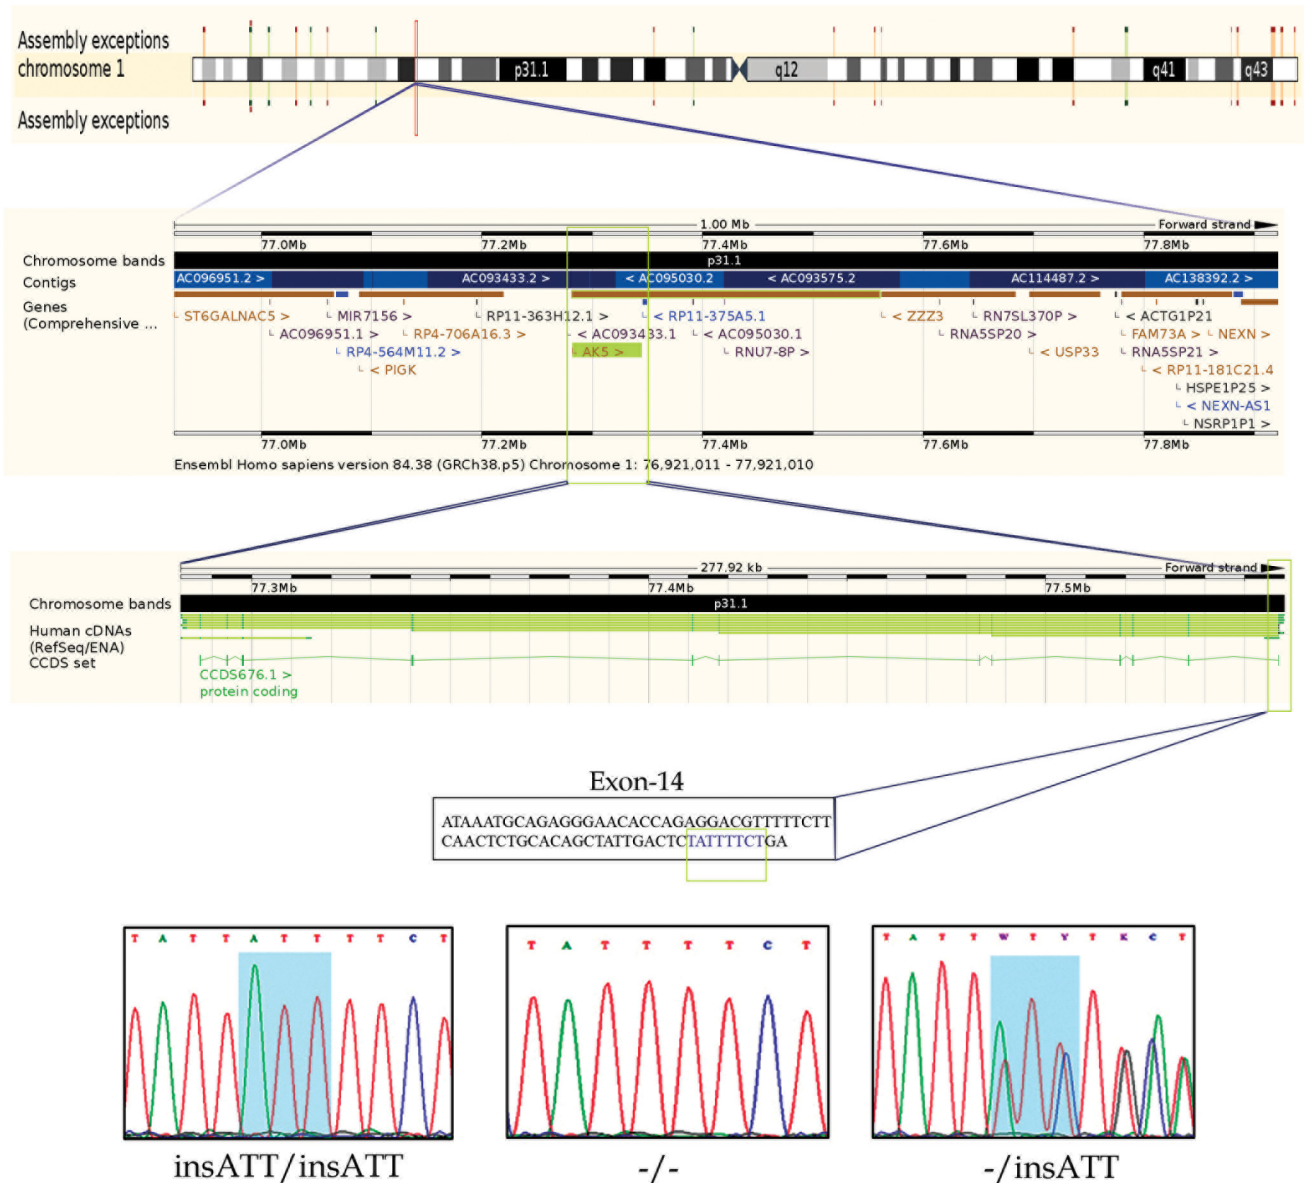 Assembly exceptions
chromosome 1
p31.1
q12
q41
q43
Assembly exceptions
1.00 Mb
Forward strand
77.0Mb
77.2Mb
77.4Mb
77.6Mb
77.8Mb
Chromosome bands
p31.1
Contigs
AC096951.2 >
AC093433.2 >
< AC095030.2
< AC093575.2
AC114487.2 >
AC138392.2 >
Genes
(Comprehensive ...
ST6GALNAC5 >
MIR7156 >
RP11-363H12.1 >
< RP11-375A5.1
< ZZZ3
RN7SL370P >
< ACTG1P21
AC096951.1 >
RP4-706A16.3 >
< AC093433.1
< AC095030.1
RNA5SP20 >
FAM73A >
NEXN >
RP4-564M11.2 >
AK5 >
RNU7-8P >
< USP33
RNA5SP21 >
< PIGK
< RP11-181C21.4
HSPE1P25 >
< NEXN-AS1
NSRP1P1 >
77.0Mb
77.2Mb
77.4Mb
77.6Mb
77.8Mb
Ensembl Homo sapiens version 84.38 (GRCh38.p5) Chromosome 1: 76,921,011 - 77,921,010
277.92 kb
Forward strand
77.3Mb
77.4Mb
77.5Mb
Chromosome bands
p31.1
Human cDNAs
(RefSeq/ENA)
CCDS set
CCDS676.1 >
protein coding
Exon-14
ATAAATGCAGAGGGAACACCAGAGGACGTTTTTCTT
CAACTCTGCACAGCTATTGACTCTATTTTCTGA
T A T T A T T T T C T
T A T T T T C T
T A T T W T Y T K C T
insATT/insATT
-/-
-/insATT